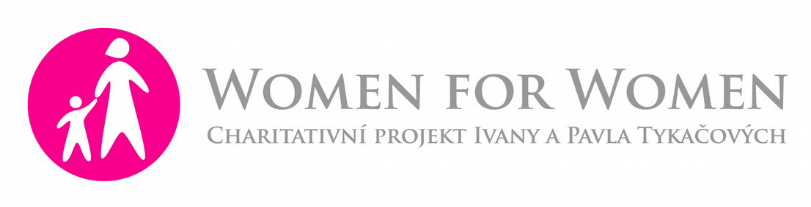 Women for Women
Charitativní projekt Ivany a Pavla Tykačových